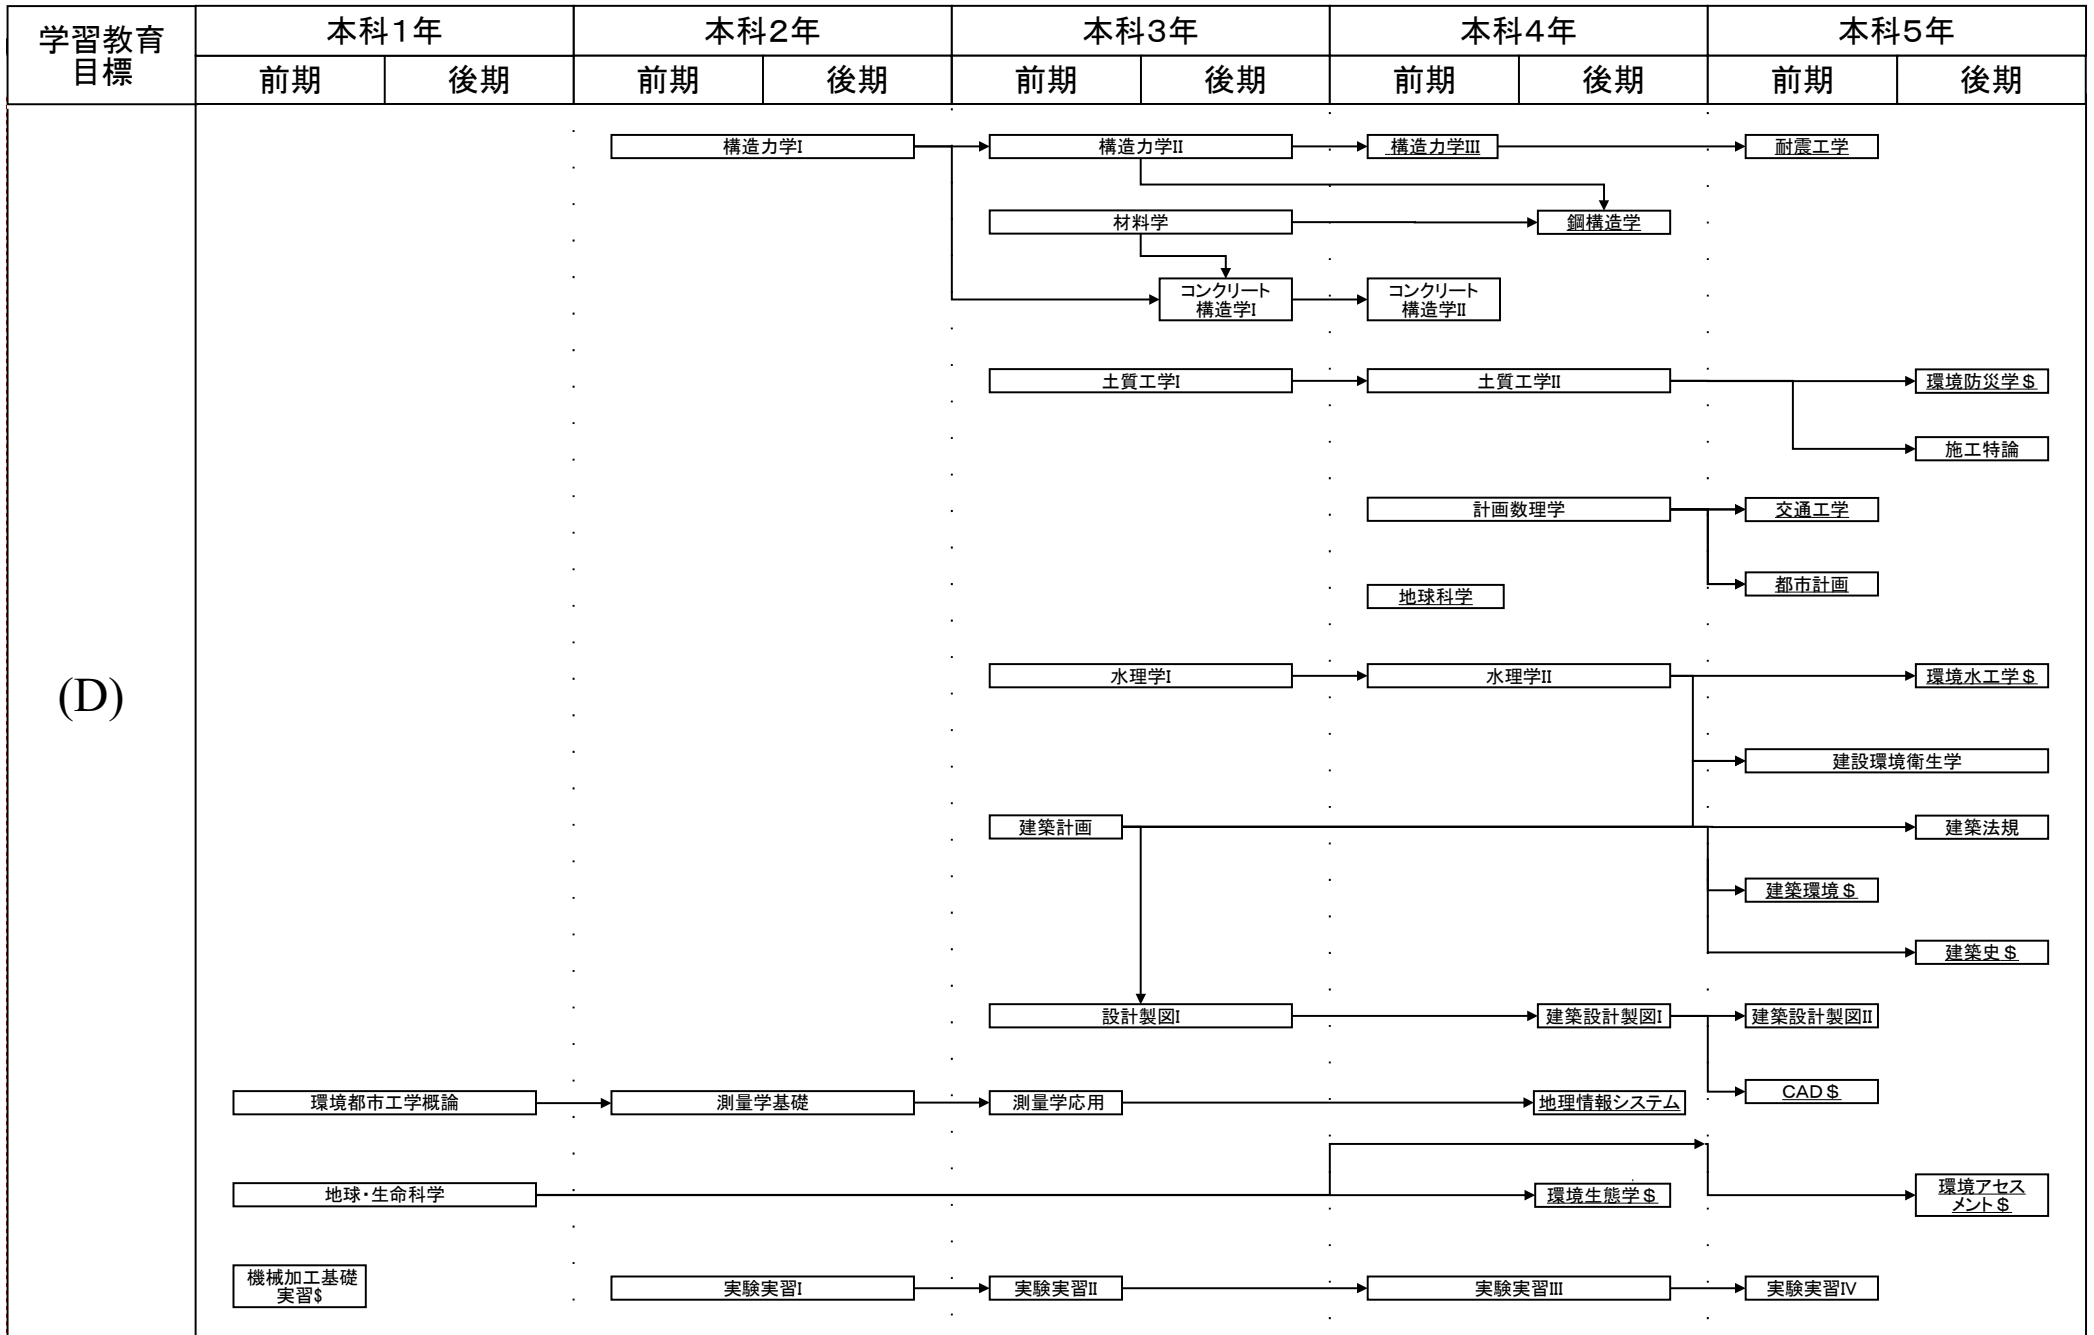 学習教育
目標
本科1年
本科2年
本科3年
本科4年
本科5年
前期
後期
前期
後期
前期
後期
前期
後期
前期
後期
(D)
構造力学I
構造力学II
構造力学III
耐震工学
材料学
鋼構造学
コンクリート
構造学I
コンクリート
構造学II
土質工学I
土質工学II
環境防災学＄
施工特論
計画数理学
交通工学
都市計画
地球科学
水理学I
水理学II
環境水工学＄
建設環境衛生学
建築計画
建築法規
建築環境＄
建築史＄
設計製図I
建築設計製図I
建築設計製図II
CAD＄
環境都市工学概論
測量学基礎
測量学応用
地理情報システム
地球・生命科学
環境生態学＄
環境アセス
メント＄
機械加工基礎
実習$
実験実習I
実験実習II
実験実習III
実験実習IV